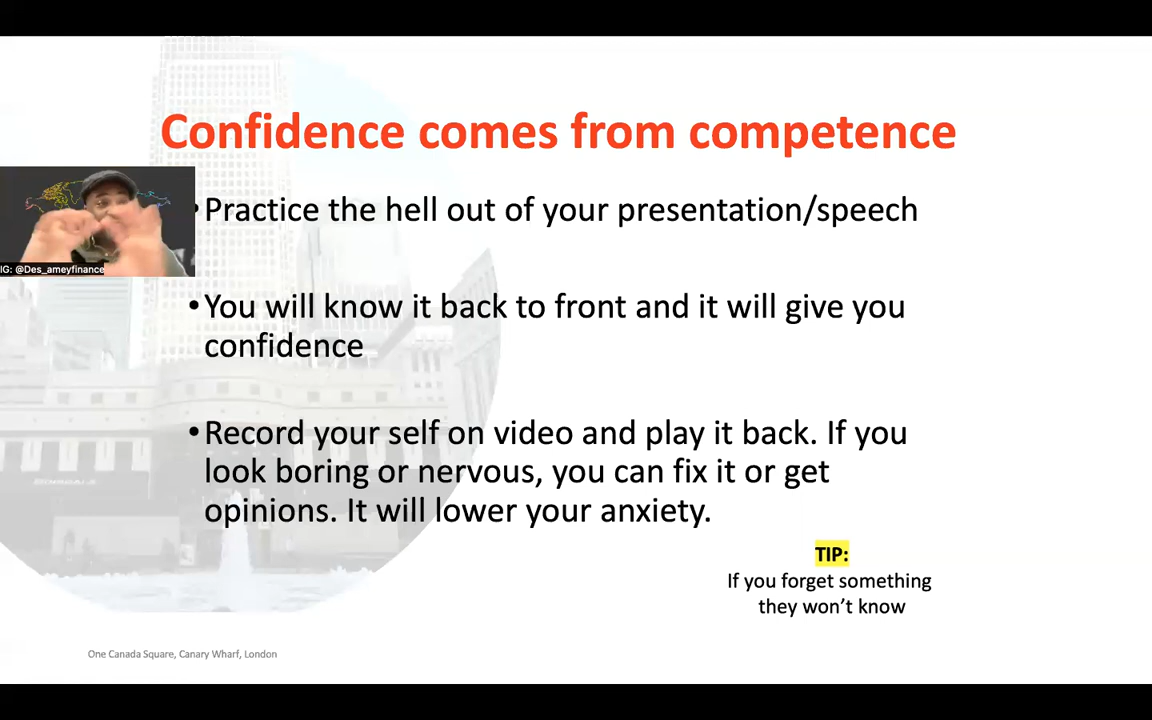 Confidence comes from competence
•Practice the hell out of your presentation/speech
IG: @Des_ameyfinance
•You will know it back to front and it will give you
confidence
•Record your self on video and play it back. If you
look boring or nervous, you can fix it or get
opinions. It will lower your anxiety.
TIP:
If you forget something
they won’t know
One Canada Square, Canary Wharf, London